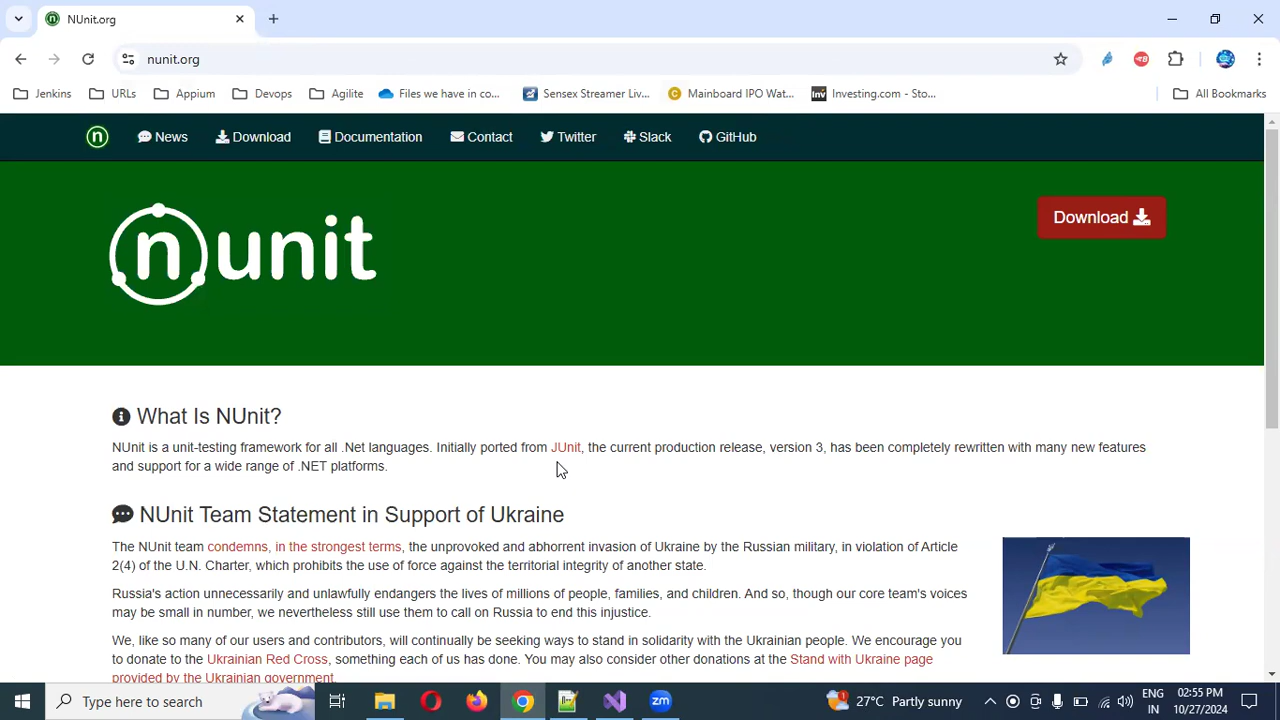 NUnit.org
nunit.org
Jenkins
URLs
Appium
Devops
Agilite
Files we have in co...
Sensex Streamer Liv...
Mainboard IPO Wat...
Inv
Investing.com - Sto...
All Bookmarks
n
News
Download
Documentation
Contact
Twitter
Slack
GitHub
nunit
Download
What Is NUnit?
NUnit is a unit-testing framework for all .Net languages. Initially ported from JUnit, the current production release, version 3, has been completely rewritten with many new features
and support for a wide range of .NET platforms.
NUnit Team Statement in Support of Ukraine
The NUnit team condemns, in the strongest terms, the unprovoked and abhorrent invasion of Ukraine by the Russian military, in violation of Article
2(4) of the U.N. Charter, which prohibits the use of force against the territorial integrity of another state.
Russia's action unnecessarily and unlawfully endangers the lives of millions of people, families, and children. And so, though our core team's voices
may be small in number, we nevertheless still use them to call on Russia to end this injustice.
We, like so many of our users and contributors, will continually be seeking ways to stand in solidarity with the Ukrainian people. We encourage you
to donate to the Ukrainian Red Cross, something each of us has done. You may also consider other donations at the Stand with Ukraine page
provided by the Ukrainian government.
Type here to search
zm
1
27°C Partly sunny
ENG
IN
02:55 PM
10/27/2024